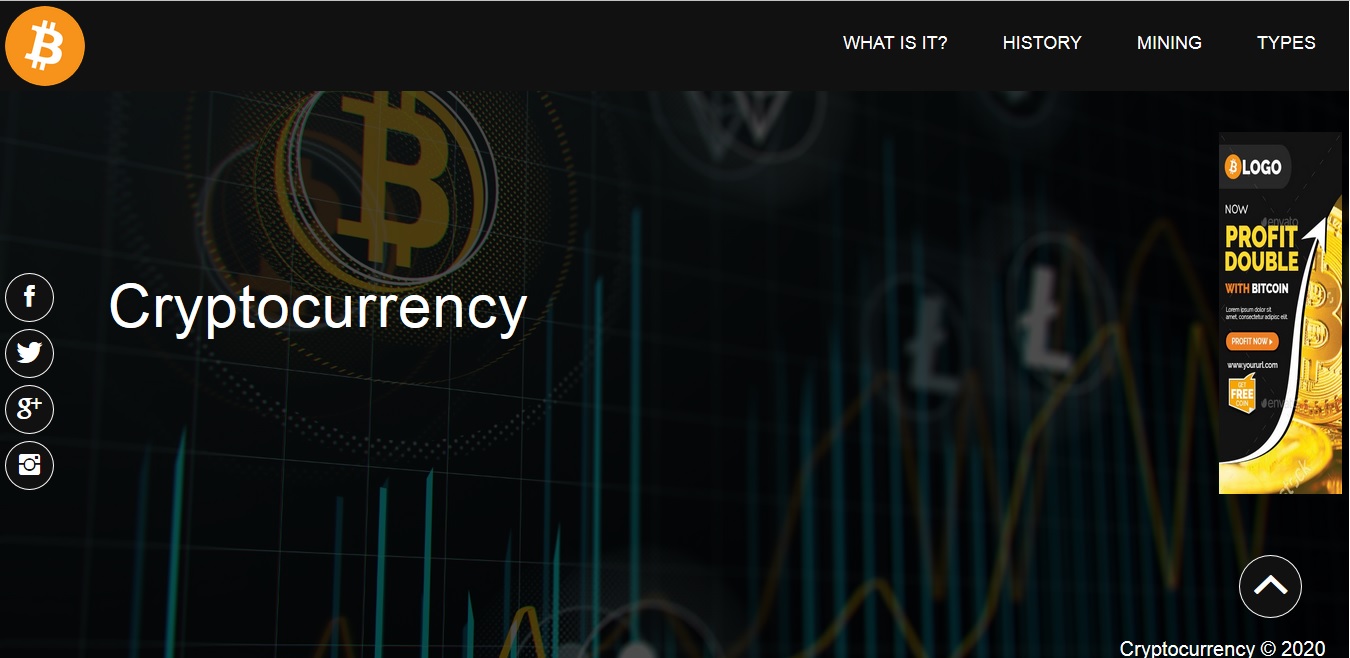 WHAT IS IT? HISTORY MINING TYPES
LOGO
NOW
envato
PROFIT
DOUBLE
WITH BITCOIN
Lorem ipsum dolor sit
amet, consectetur adipisc elit.
PROFIT NOW
www.yoururl.com
GET
FREE
COIN
env
Cryptocurrency
Cryptocurrency © 2020